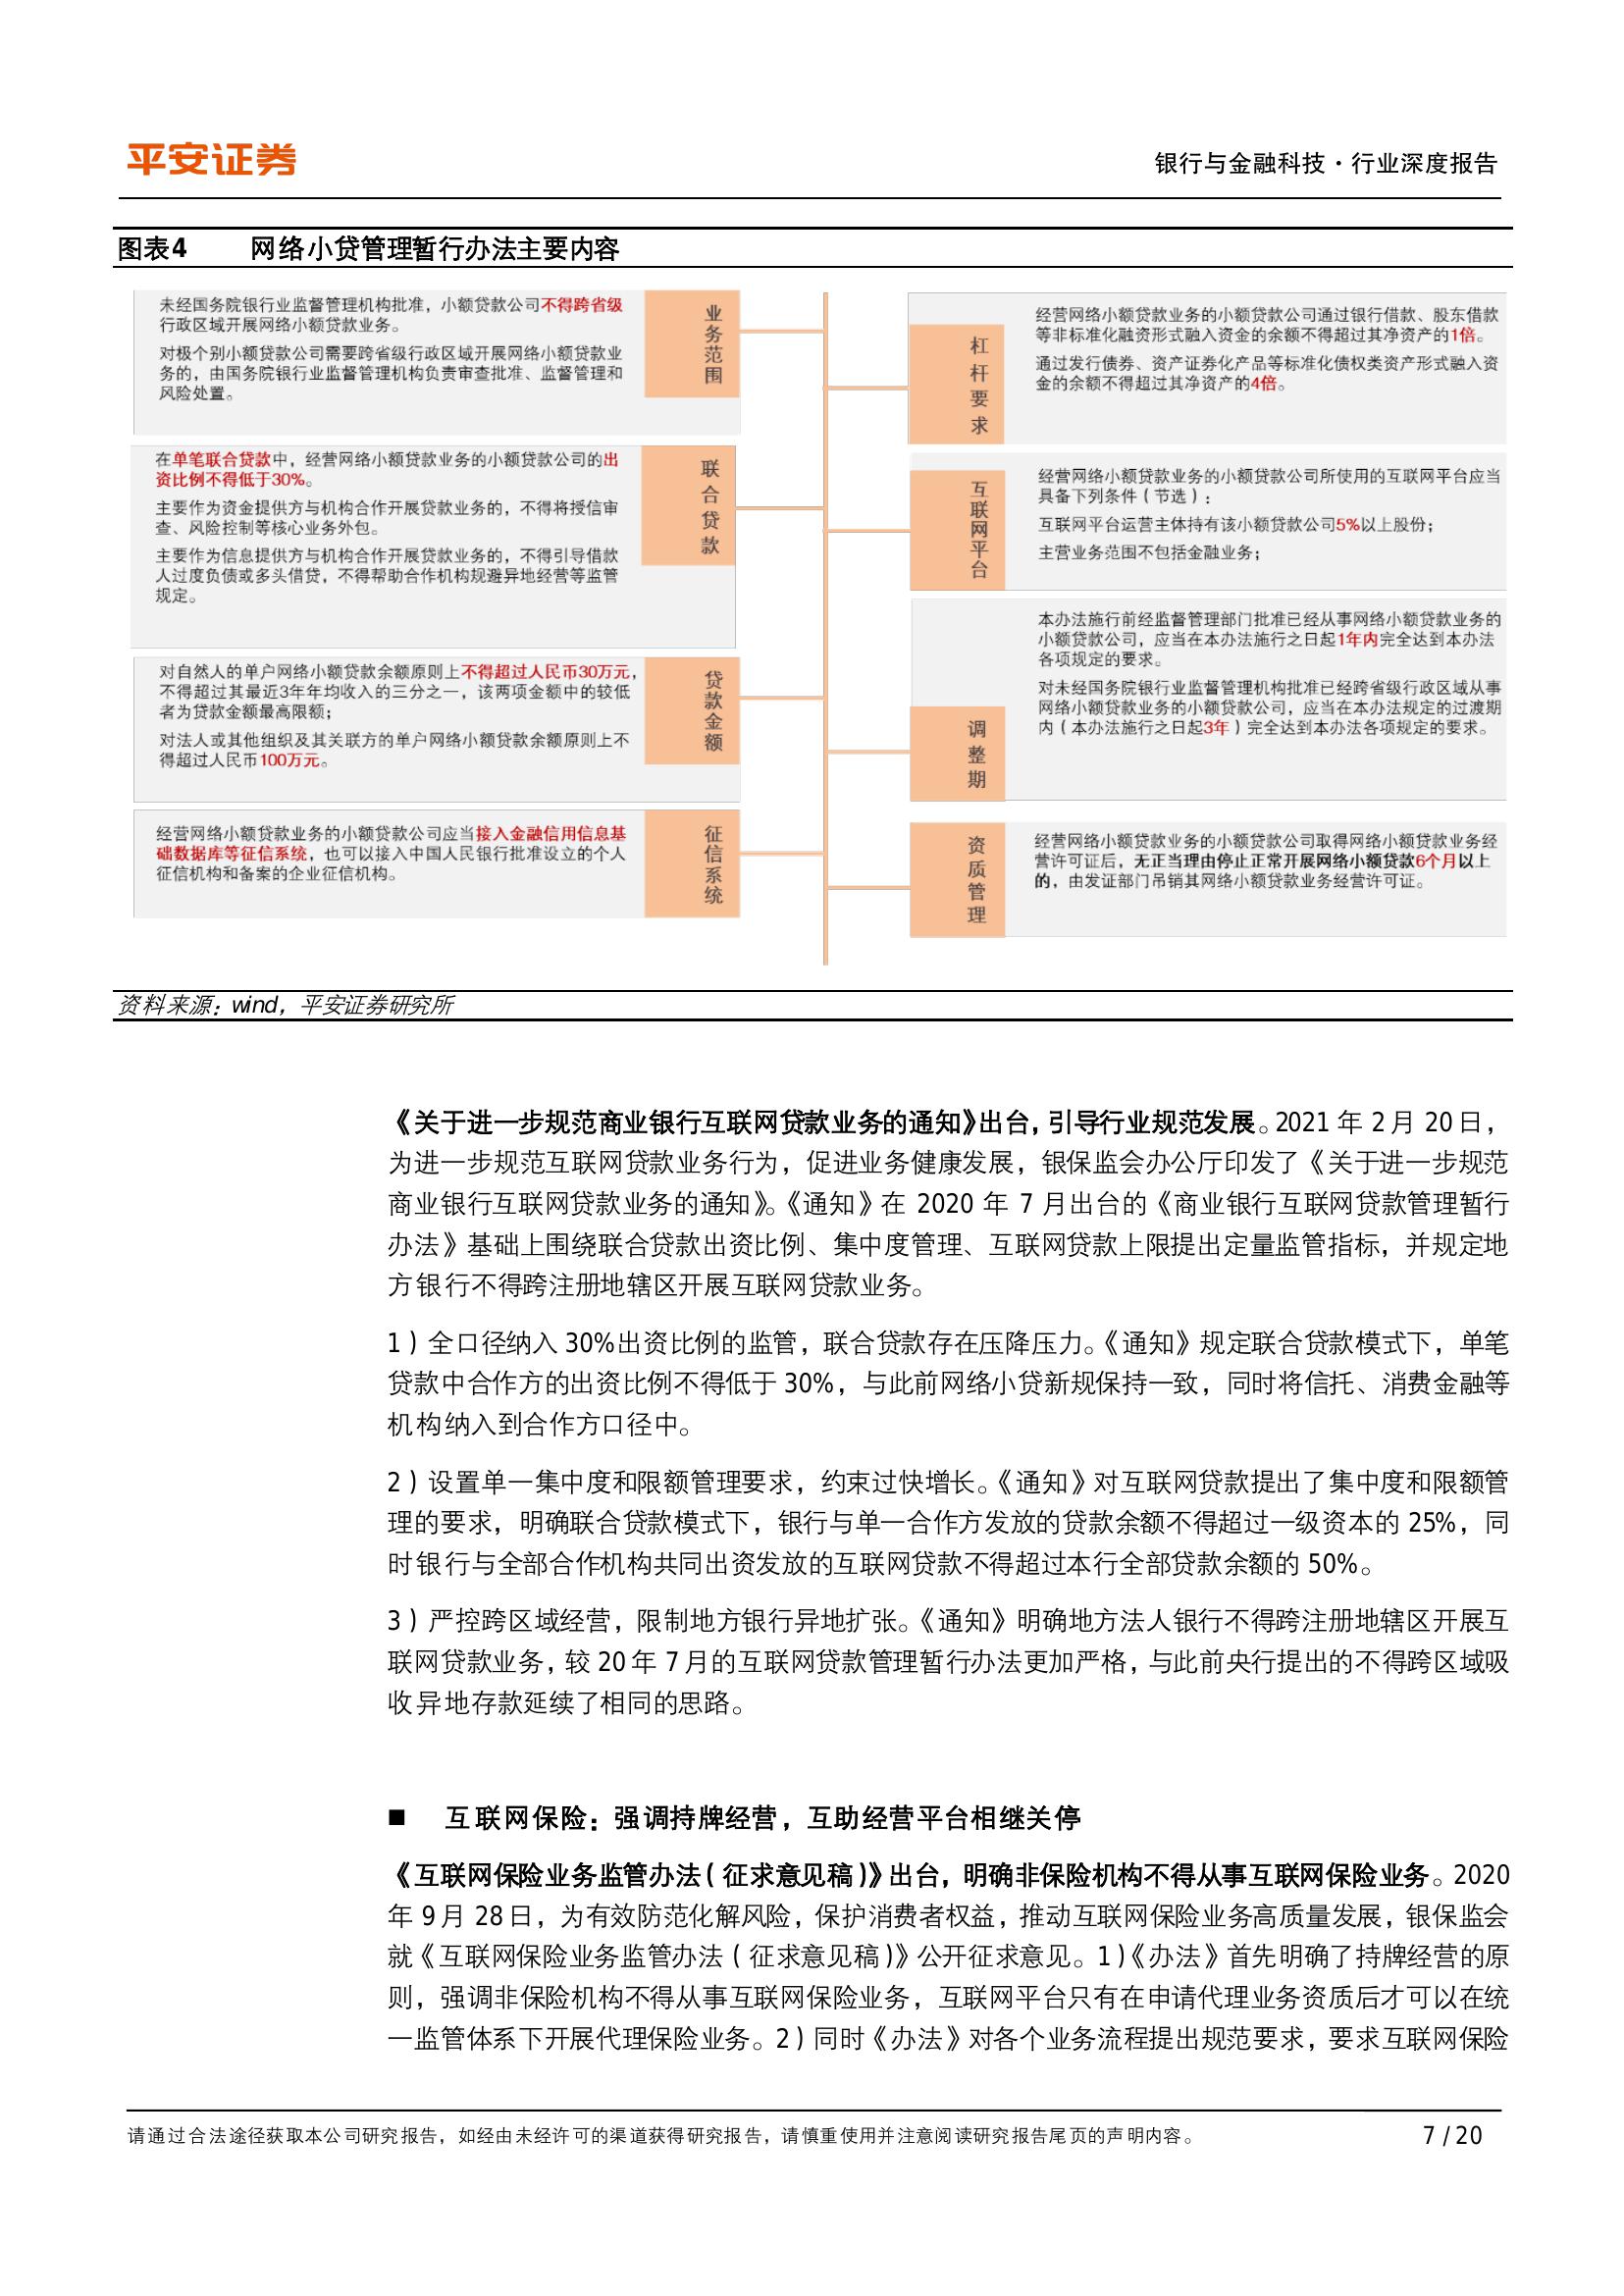 平安证券
银行与金融科技·行业深度报告
图表4 网络小贷管理暂行办法主要内容
未经国务院银行业监督管理机构批准，小额贷款公司不得跨省级
行政区域开展网络小额贷款业务。
对极个别小额贷款公司需要跨省级行政区域开展网络小额贷款业
务的，由国务院银行业监督管理机构负责审查批准、监督管理和
风险处置。
业务范围
在单笔联合贷款中，经营网络小额贷款业务的小额贷款公司的出
资比例不得低于30%。
主要作为资金提供方与机构合作开展贷款业务的，不得将授信审
查、风险控制等核心业务外包。
主要作为信息提供方与机构合作开展贷款业务的，不得引导借款
人过度负债或多头借贷，不得帮助合作机构规避异地经营等监管
规定。
联合贷款
对自然人的单户网络小额贷款余额原则上不得超过人民币30万元，
不得超过其最近3年年均收入的三分之一，该两项金额中的较低
者为贷款金额最高限额；
对法人或其他组织及其关联方的单户网络小额贷款余额原则上不
得超过人民币100万元。
贷款金额
经营网络小额贷款业务的小额贷款公司应当接入金融信用信息基
础数据库等征信系统，也可以接入中国人民银行批准设立的个人
征信机构和备案的企业征信机构。
征信系统
杠杆要求
经营网络小额贷款业务的小额贷款公司通过银行借款、股东借款
等非标准化融资形式融入资金的余额不得超过其净资产的1倍。
通过发行债券、资产证券化产品等标准化债权类资产形式融入资
金的余额不得超过其净资产的4倍。
互联网平台
经营网络小额贷款业务的小额贷款公司所使用的互联网平台应当
具备下列条件（节选）：
互联网平台运营主体持有该小额贷款公司5%以上股份；
主营业务范围不包括金融业务；
调整期
本办法施行前经监督管理部门批准已经从事网络小额贷款业务的
小额贷款公司，应当在本办法施行之日起1年内完全达到本办法
各项规定的要求。
对未经国务院银行业监督管理机构批准已经跨省级行政区域从事
网络小额贷款业务的小额贷款公司，应当在本办法规定的过渡期
内（本办法施行之日起3年）完全达到本办法各项规定的要求。
资质管理
经营网络小额贷款业务的小额贷款公司取得网络小额贷款业务经
营许可证后，无正当理由停止正常开展网络小额贷款6个月以上
的，由发证部门吊销其网络小额贷款业务经营许可证。
资料来源：wind，平安证券研究所
《关于进一步规范商业银行互联网贷款业务的通知》出台，引导行业规范发展。2021 年 2 月 20 日，
为进一步规范互联网贷款业务行为，促进业务健康发展，银保监会办公厅印发了《关于进一步规范
商业银行互联网贷款业务的通知》。《通知》在 2020 年 7 月出台的《商业银行互联网贷款管理暂行
办法》基础上围绕联合贷款出资比例、集中度管理、互联网贷款上限提出定量监管指标，并规定地
方银行不得跨注册地辖区开展互联网贷款业务。
1）全口径纳入 30%出资比例的监管，联合贷款存在压降压力。《通知》规定联合贷款模式下，单笔
贷款中合作方的出资比例不得低于 30%，与此前网络小贷新规保持一致，同时将信托、消费金融等
机构纳入到合作方口径中。
2）设置单一集中度和限额管理要求，约束过快增长。《通知》对互联网贷款提出了集中度和限额管
理的要求，明确联合贷款模式下，银行与单一合作方发放的贷款余额不得超过一级资本的 25%，同
时银行与全部合作机构共同出资发放的互联网贷款不得超过本行全部贷款余额的 50%。
3）严控跨区域经营，限制地方银行异地扩张。《通知》明确地方法人银行不得跨注册地辖区开展互
联网贷款业务，较 20 年 7 月的互联网贷款管理暂行办法更加严格，与此前央行提出的不得跨区域吸
收异地存款延续了相同的思路。
■ 互联网保险：强调持牌经营，互助经营平台相继关停
《互联网保险业务监管办法（征求意见稿）》出台，明确非保险机构不得从事互联网保险业务。2020
年 9 月 28 日，为有效防范化解风险，保护消费者权益，推动互联网保险业务高质量发展，银保监会
就《互联网保险业务监管办法（征求意见稿）》公开征求意见。1）《办法》首先明确了持牌经营的原
则，强调非保险机构不得从事互联网保险业务，互联网平台只有在申请代理业务资质后才可以在统
一监管体系下开展代理保险业务。2）同时《办法》对各个业务流程提出规范要求，要求互联网保险
请通过合法途径获取本公司研究报告，如经由未经许可的渠道获得研究报告，请慎重使用并注意阅读研究报告尾页的声明内容。
7 / 20